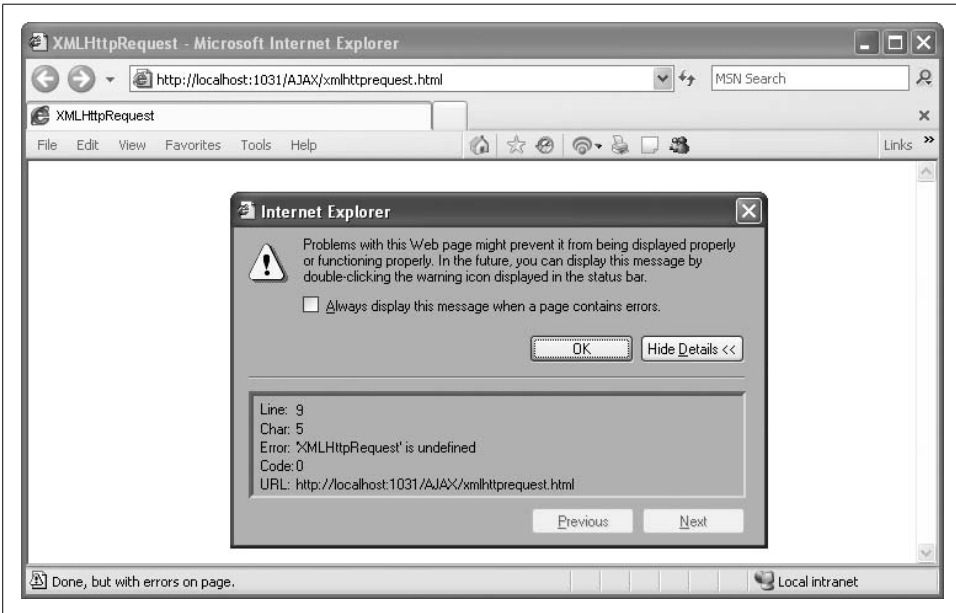 XMLHttpRequest - Microsoft Internet Explorer
http://localhost:1031/AJAX/xmlhttprequest.html
MSN Search
XMLHttpRequest
File Edit View Favorites Tools Help
Links »
Internet Explorer
Problems with this Web page might prevent it from being displayed properly
or functioning properly. In the future, you can display this message by
double-clicking the warning icon displayed in the status bar.
Always display this message when a page contains errors.
OK
Hide Details <<
Line: 9
Char: 5
Error: 'XMLHttpRequest' is undefined
Code: 0
URL: http://localhost:1031/AJAX/xmlhttprequest.html
Previous
Next
Done, but with errors on page.
Local intranet